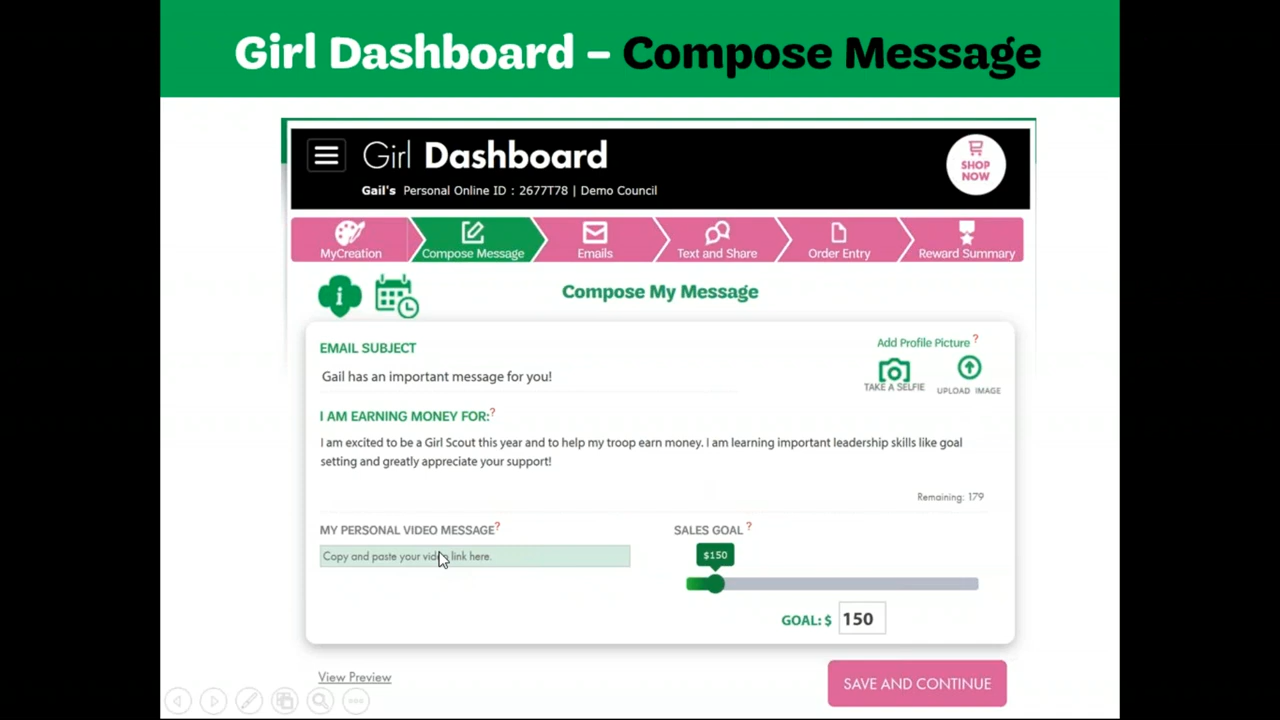 Girl Dashboard – Compose Message
Girl Dashboard
SHOP
NOW
Gail's Personal Online ID : 2677T78 | Demo Council
MyCreation
Compose Message
Emails
Text and Share
Order Entry
Reward Summary
i
Compose My Message
EMAIL SUBJECT
Add Profile Picture ?
Gail has an important message for you!
TAKE A SELFIE
UPLOAD IMAGE
I AM EARNING MONEY FOR:?
I am excited to be a Girl Scout this year and to help my troop earn money. I am learning important leadership skills like goal
setting and greatly appreciate your support!
Remaining: 179
MY PERSONAL VIDEO MESSAGE?
SALES GOAL ?
Copy and paste your video link here.
$150
GOAL: $ 150
View Preview
SAVE AND CONTINUE